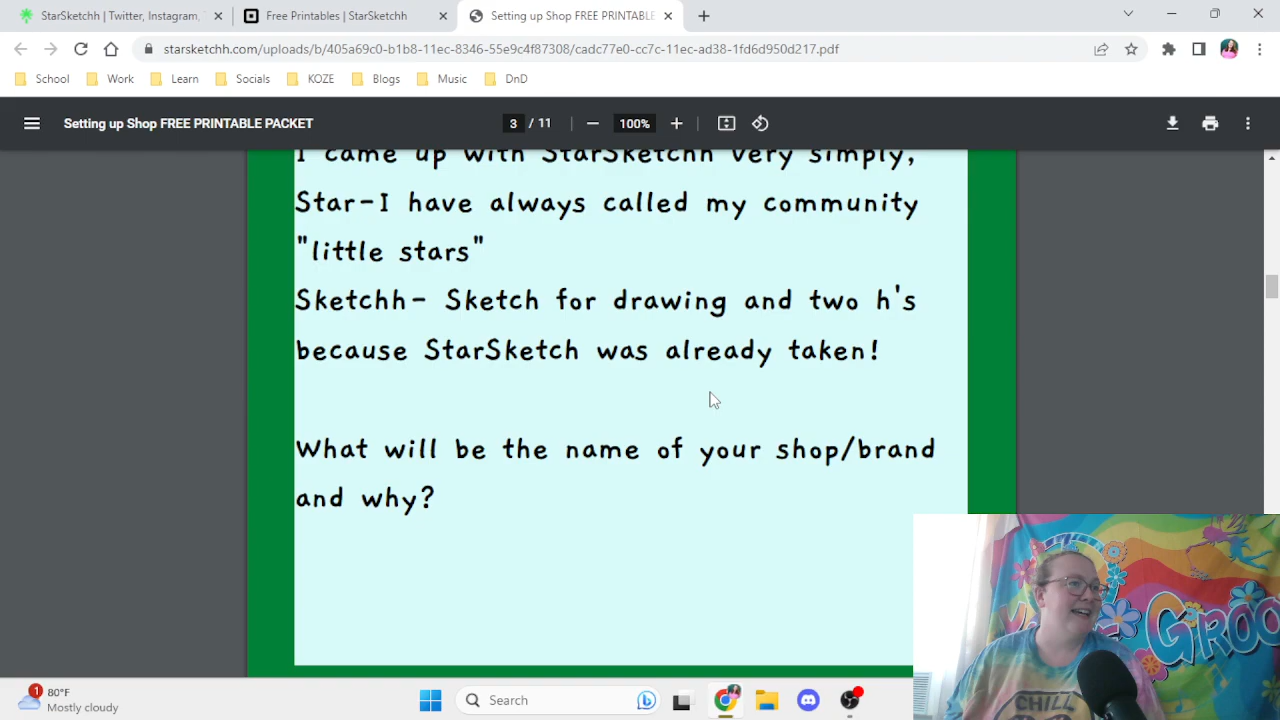 StarSketchh | Twitter, Instagram,
Free Printables | StarSketchh
Setting up Shop FREE PRINTABLE
starsketchh.com/uploads/b/405a69c0-b1b8-11ec-8346-55e9c4f87308/cadc77e0-cc7c-11ec-ad38-1fd6d950d217.pdf
School
Work
Learn
Socials
KOZE
Blogs
Music
DnD
Setting up Shop FREE PRINTABLE PACKET
3 / 11
100%
I came up with StarSketchh very simply,
Star-I have always called my community
"little stars"
Sketchh- Sketch for drawing and two h's
because StarSketch was already taken!
What will be the name of your shop/brand
and why?
CHILL
1
80°F
Mostly cloudy
Search